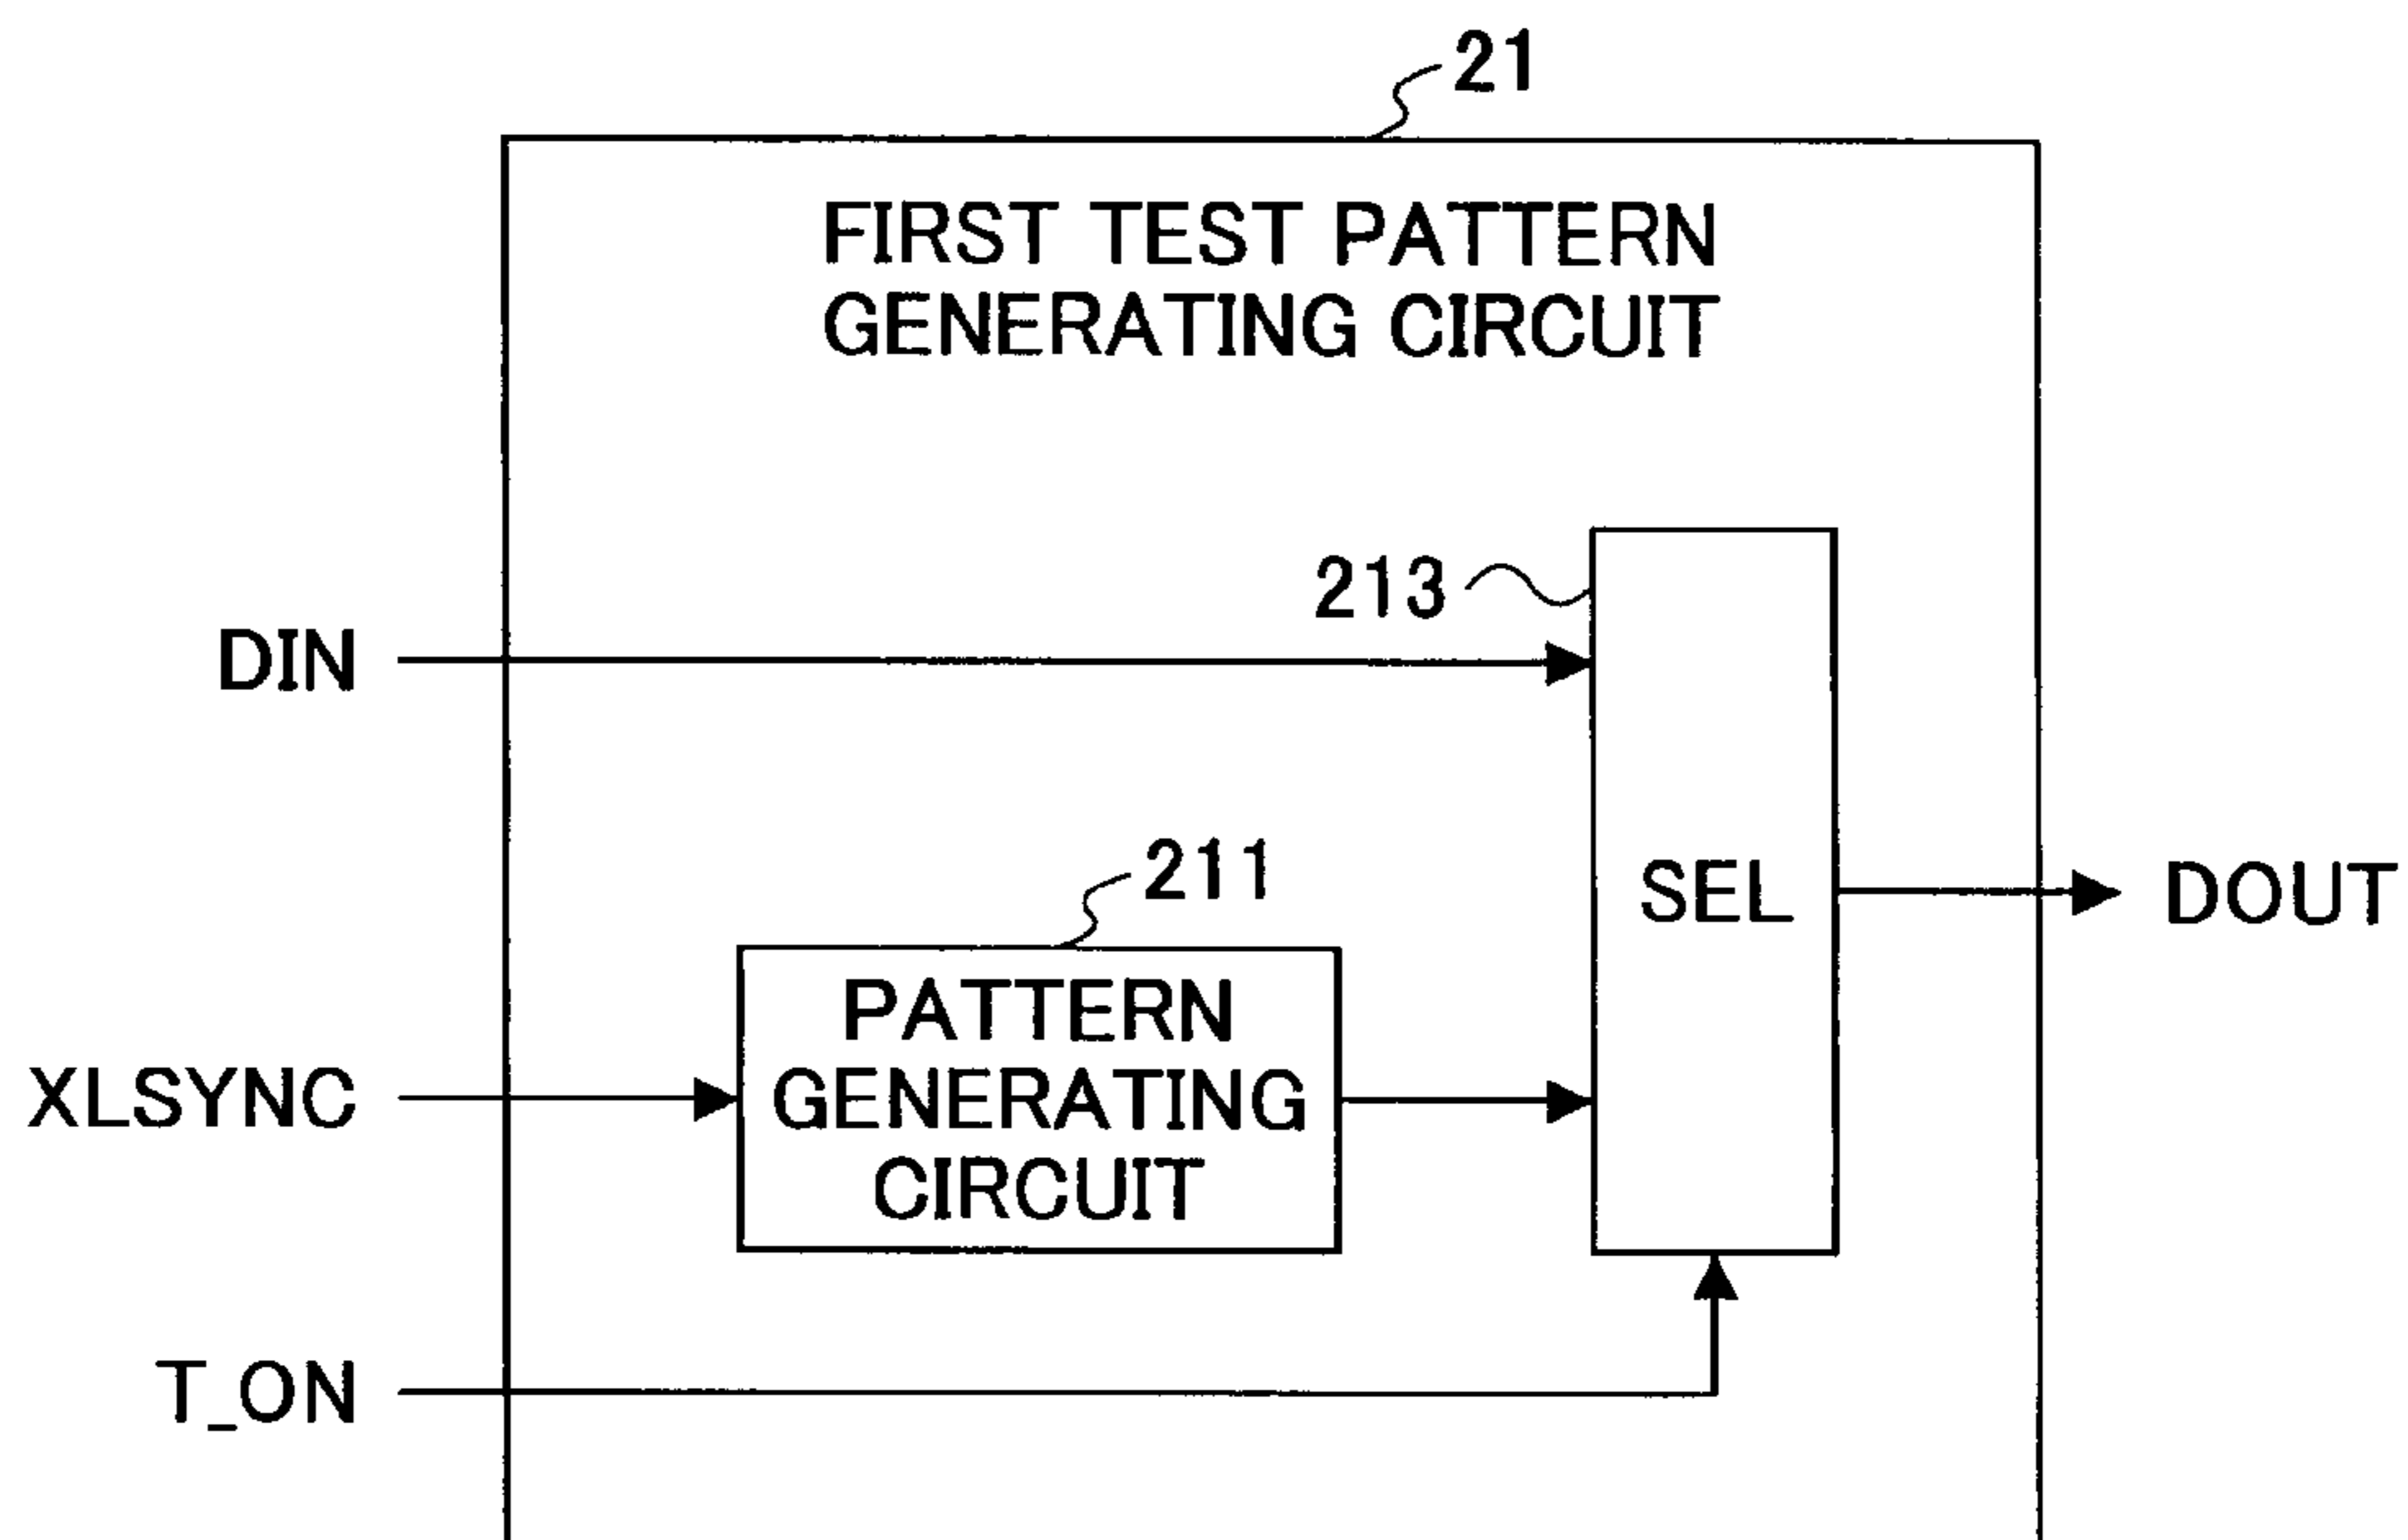 21
FIRST TEST PATTERN
GENERATING CIRCUIT
213
DIN
211
SEL
DOUT
PATTERN
GENERATING
CIRCUIT
XLSYNC
T_ON